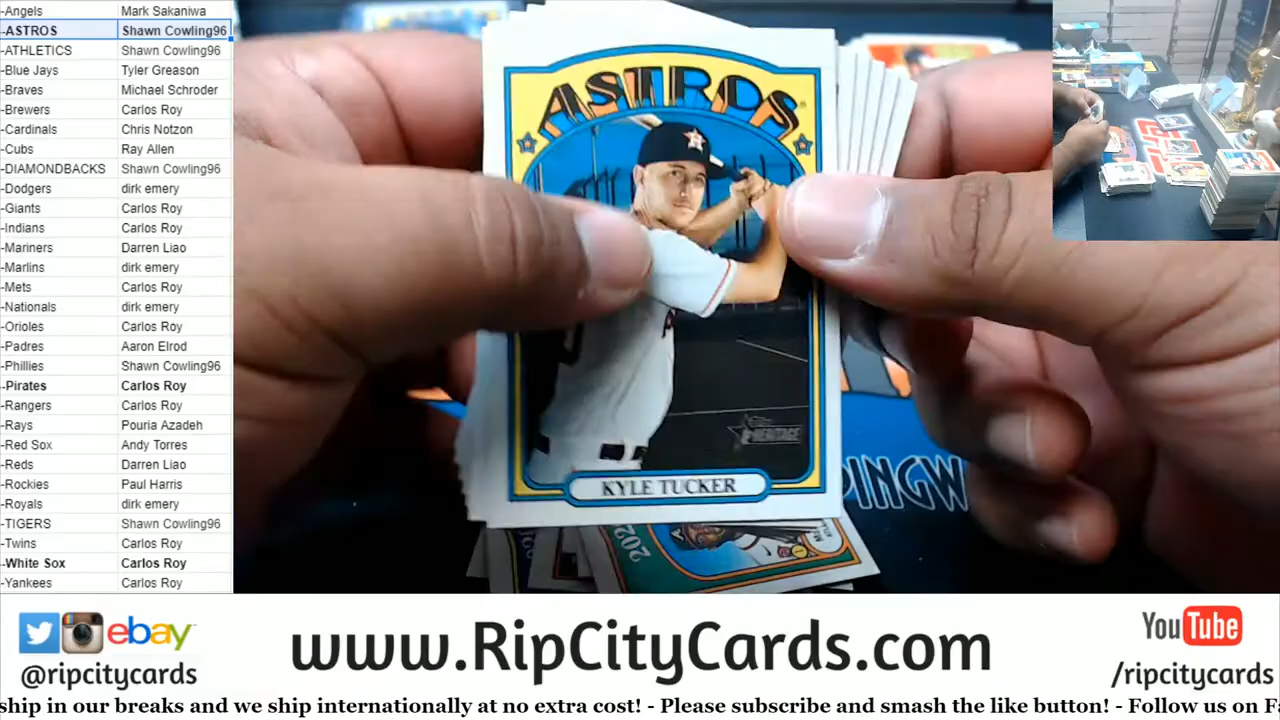 -Angels Mark Sakaniwa
-ASTROS Shawn Cowling96
-ATHLETICS Shawn Cowling96
-Blue Jays Tyler Greason
-Braves Michael Schroder
-Brewers Carlos Roy
-Cardinals Chris Notzon
-Cubs Ray Allen
-DIAMONDBACKS Shawn Cowling96
-Dodgers dirk emery
-Giants Carlos Roy
-Indians Carlos Roy
-Mariners Darren Liao
-Marlins dirk emery
-Mets Carlos Roy
-Nationals dirk emery
-Orioles Carlos Roy
-Padres Aaron Elrod
-Phillies Shawn Cowling96
-Pirates Carlos Roy
-Rangers Carlos Roy
-Rays Pouria Azadeh
-Red Sox Andy Torres
-Reds Darren Liao
-Rockies Paul Harris
-Royals dirk emery
-TIGERS Shawn Cowling96
-Twins Carlos Roy
-White Sox Carlos Roy
-Yankees Carlos Roy
ASTROS
HERITAGE
KYLE TUCKER
PINGW
ebay
@ripcitycards
www.RipCityCards.com
YouTube
/ripcitycards
ship in our breaks and we ship internationally at no extra cost! - Please subscribe and smash the like button! - Follow us on Fa